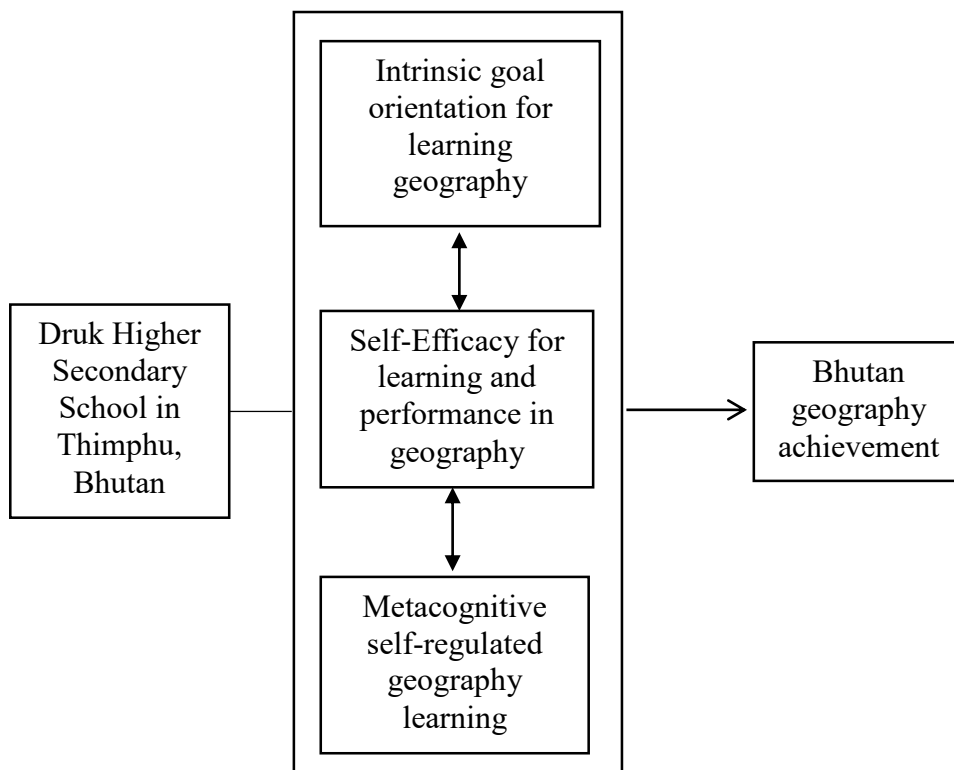 Intrinsic goal
orientation for
learning
geography
Druk Higher
Secondary
School in
Thimphu,
Bhutan
Self-Efficacy for
learning and
performance in
geography
Bhutan
geography
achievement
Metacognitive
self-regulated
geography
learning